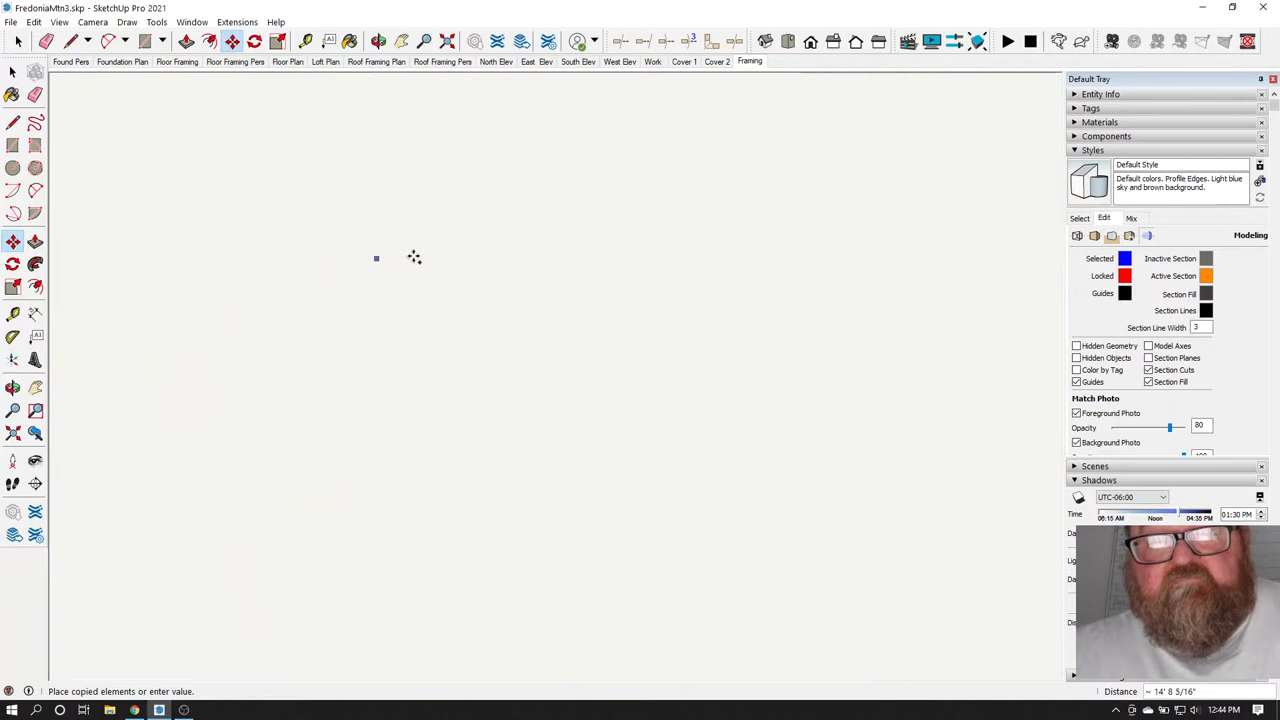 FredoniaMtn3.skp - SketchUp Pro 2021
File Edit View Camera Draw Tools Window Extensions Help
Found Pers Foundation Plan Floor Framing Floor Framing Pers Floor Plan Loft Plan Roof Framing Plan Roof Framing Pers North Elev East Elev South Elev West Elev Work Cover 1 Cover 2 Framing
Default Tray
Entity Info
Tags
Materials
Components
Styles
Default Style
Default colors. Profile Edges. Light blue
sky and brown background.
Select Edit Mix
Modeling
Selected Inactive Section
Locked Active Section
Guides Section Fill
Section Lines
Section Line Width 3
Hidden Geometry Model Axes
Hidden Objects Section Planes
Color by Tag Section Cuts
Guides Section Fill
Match Photo
Foreground Photo
Opacity 80
Background Photo
Scenes
Shadows
UTC-06:00
Time 06:15 AM Noon 04:35 PM 01:30 PM
Place copied elements or enter value.
Distance ~ 14' 8 5/16"
12:44 PM